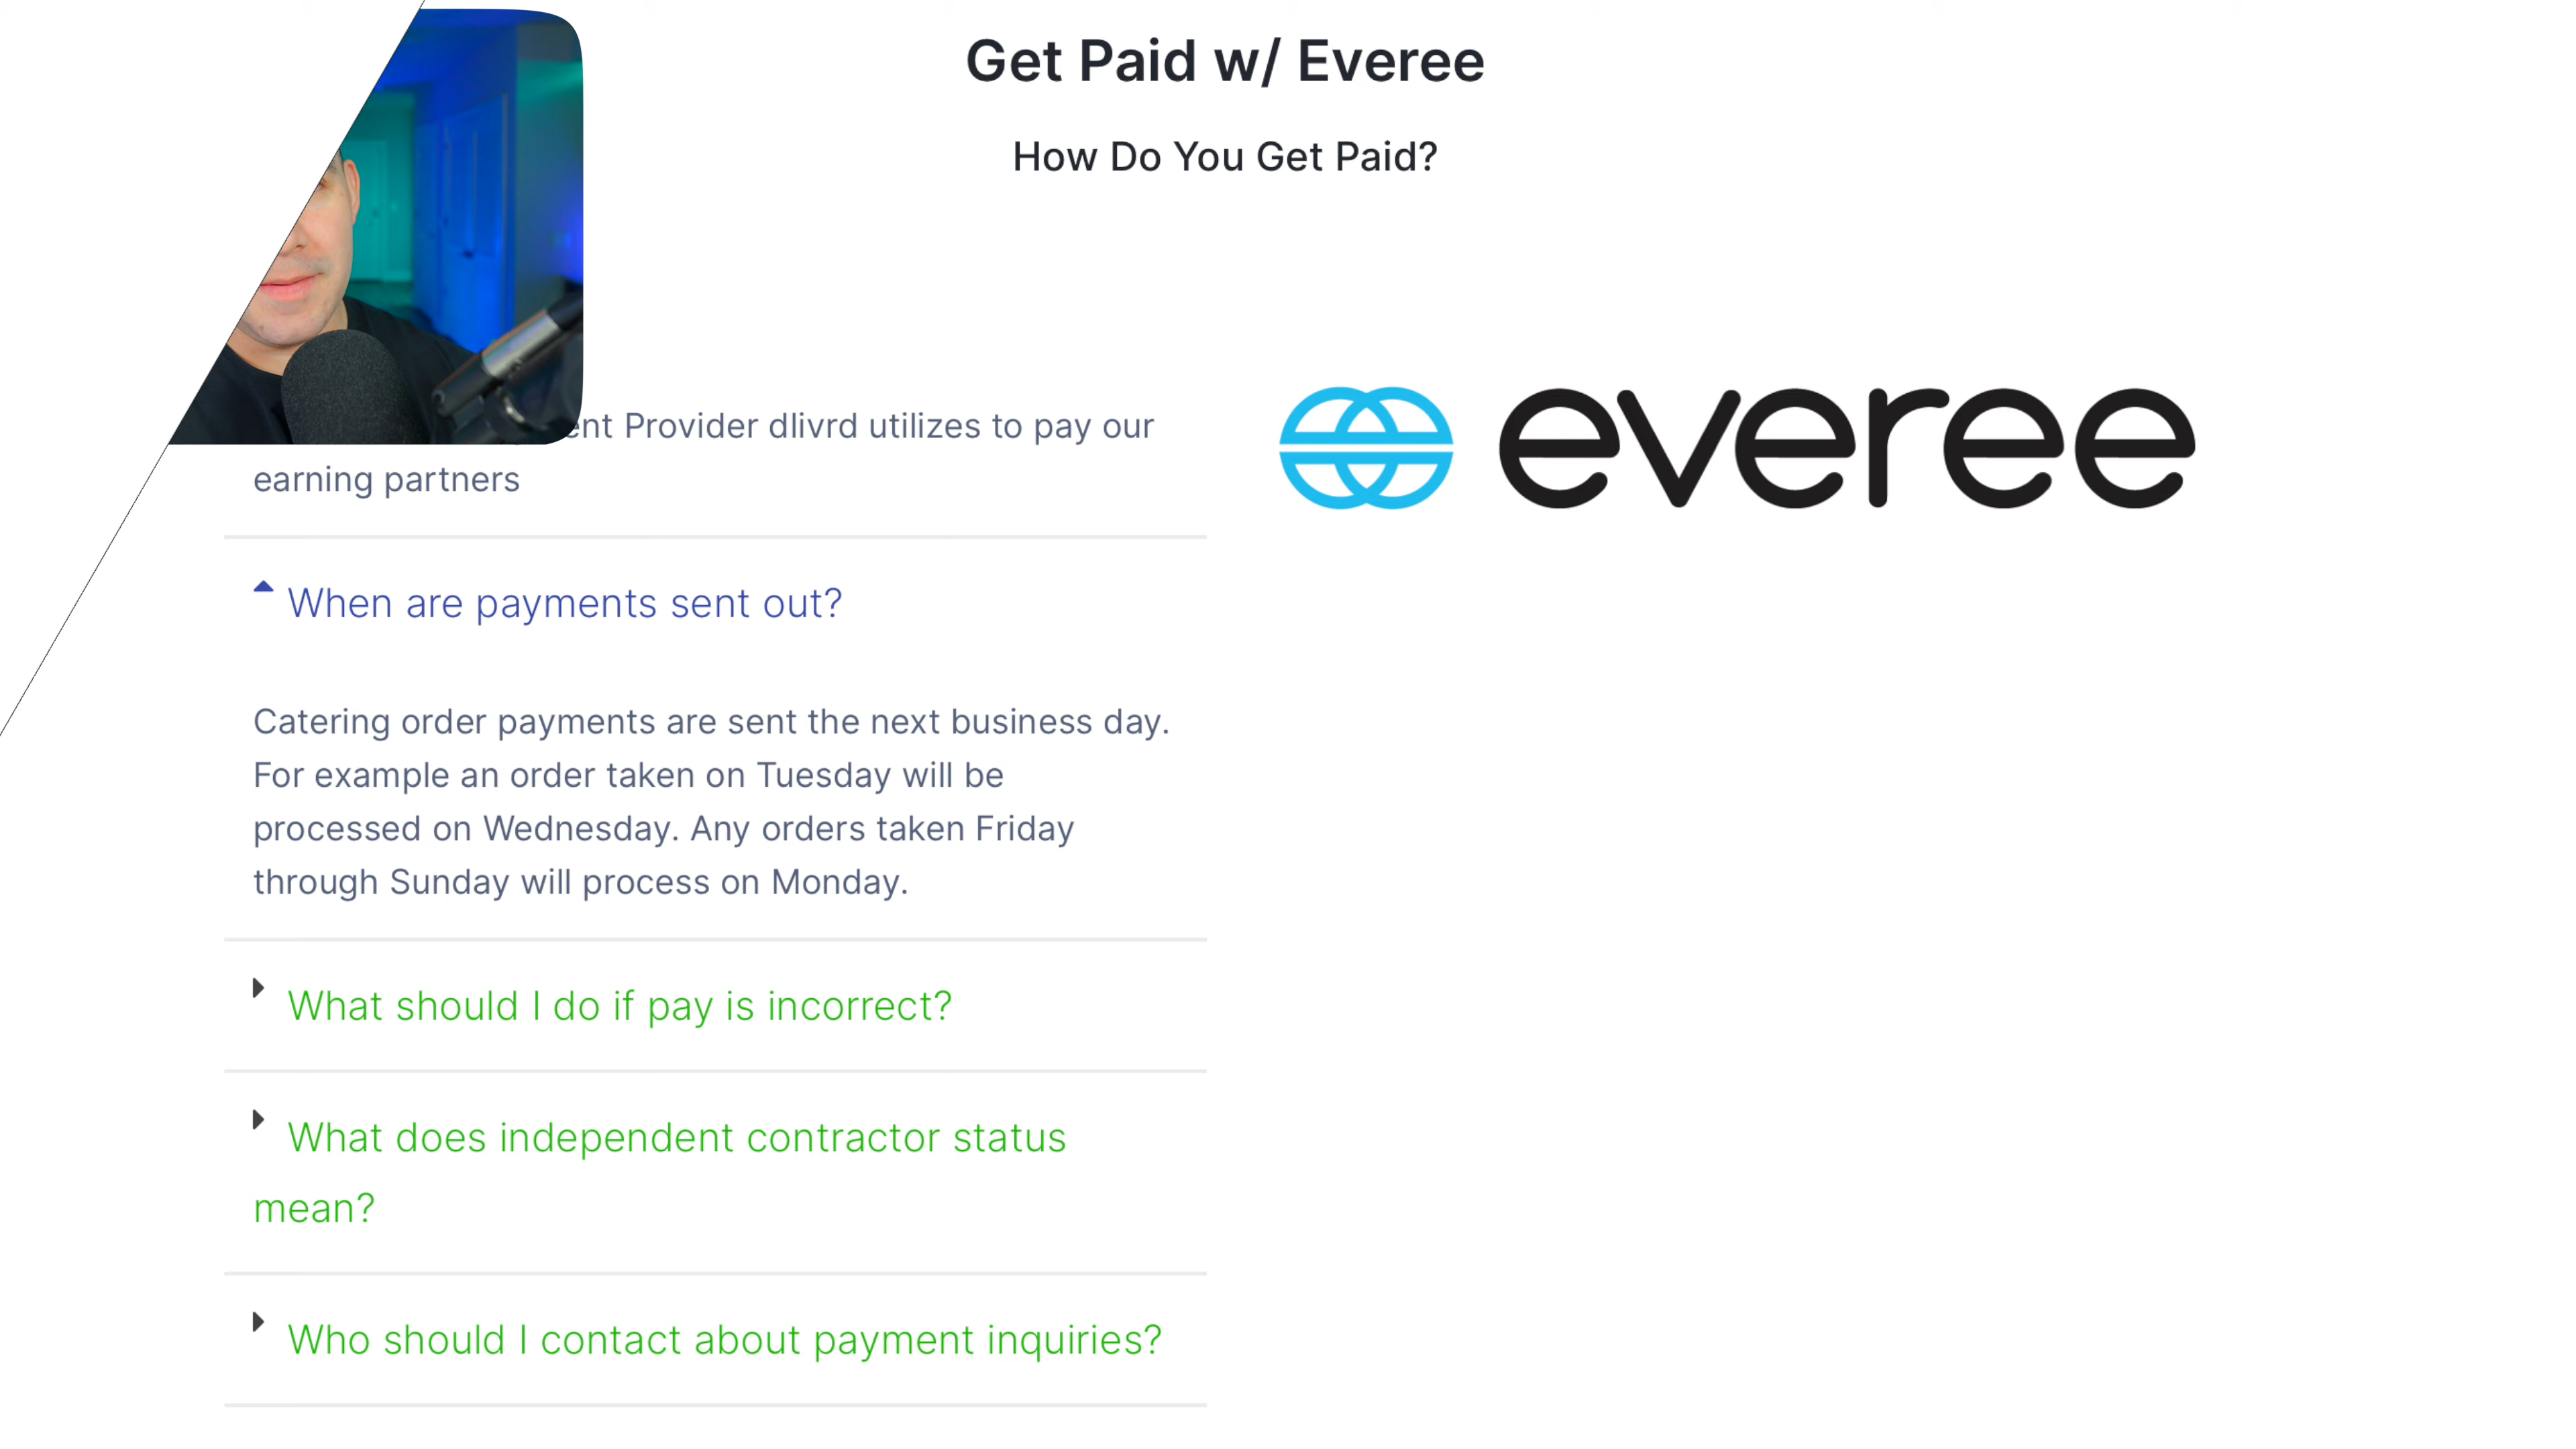 Get Paid w/ Everee
How Do You Get Paid?
Provider dlivrd utilizes to pay our
earning partners
everee
When are payments sent out?
Catering order payments are sent the next business day.
For example an order taken on Tuesday will be
processed on Wednesday. Any orders taken Friday
through Sunday will process on Monday.
What should I do if pay is incorrect?
What does independent contractor status
mean?
Who should I contact about payment inquiries?